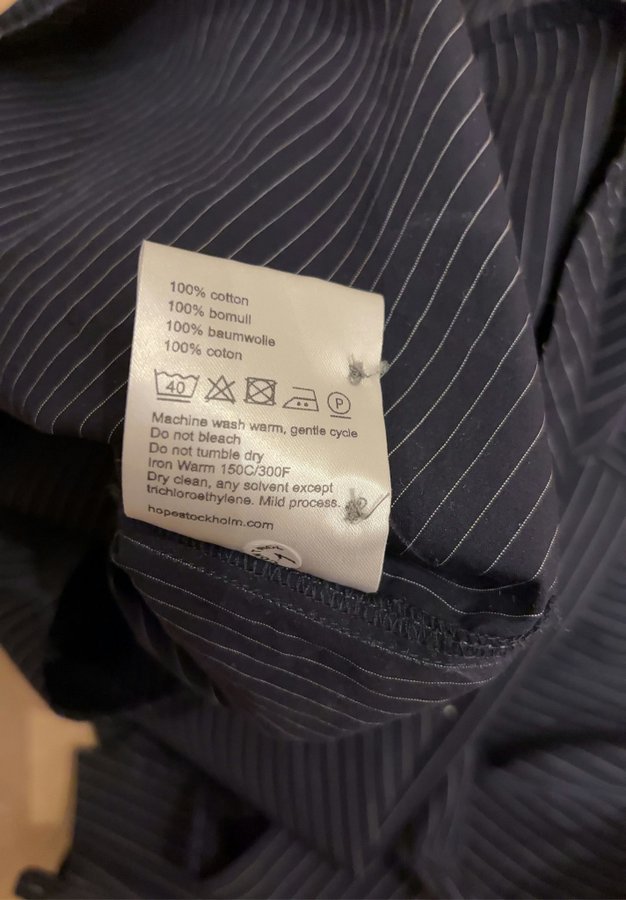 100% cotton
100% bomull
100% baumwolle
100% coton
40 P
Machine wash warm, gentle cycle
Do not bleach
Do not tumble dry
Iron Warm 150C/300F
Dry clean, any solvent except
trichloroethylene. Mild process.
hopestockholm.com